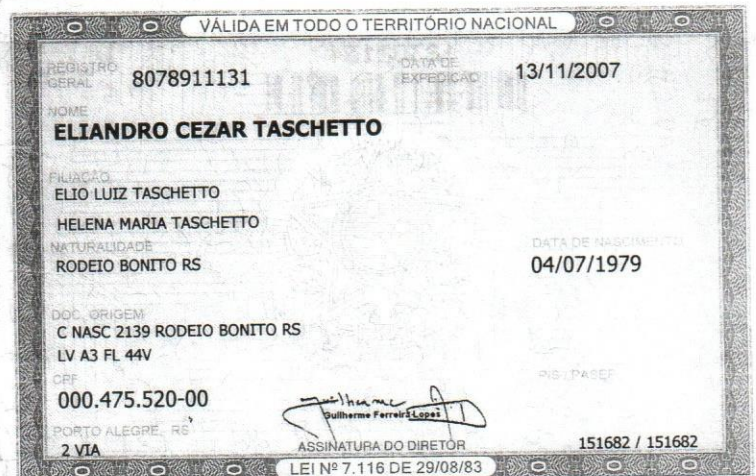 VÁLIDA EM TODO O TERRITÓRIO NACIONAL
REGISTRO GERAL 8078911131 DATA DE EXPEDIÇÃO 13/11/2007
NOME
ELIANDRO CEZAR TASCHETTO
FILIAÇÃO
ELIO LUIZ TASCHETTO
HELENA MARIA TASCHETTO
NATURALIDADE DATA DE NASCIMENTO
RODEIO BONITO RS 04/07/1979
DOC. ORIGEM
C NASC 2139 RODEIO BONITO RS
LV A3 FL 44V
CPF PIS / PASEP
000.475.520-00
Guilherme Ferreira Lopes
PORTO ALEGRE, RS
2 VIA ASSINATURA DO DIRETOR 151682 / 151682
LEI Nº 7.116 DE 29/08/83